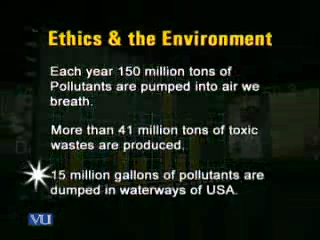 Ethics & the Environment
Each year 150 million tons of
Pollutants are pumped into air we
breath.
More than 41 million tons of toxic
wastes are produced.
15 million gallons of pollutants are
dumped in waterways of USA.
VU